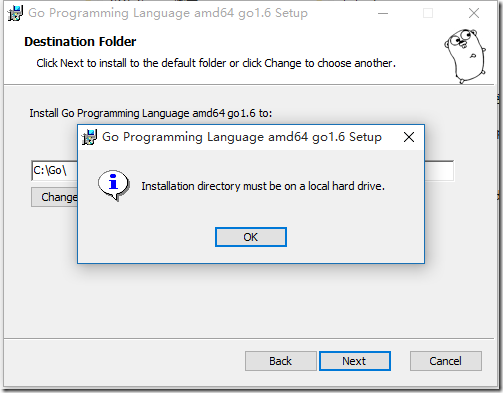 Go Programming Language amd64 go1.6 Setup
Destination Folder
Click Next to install to the default folder or click Change to choose another.
Install Go Programming Language amd64 go1.6 to:
Go Programming Language amd64 go1.6 Setup
C:\Go\
Installation directory must be on a local hard drive.
Change
OK
Back
Next
Cancel